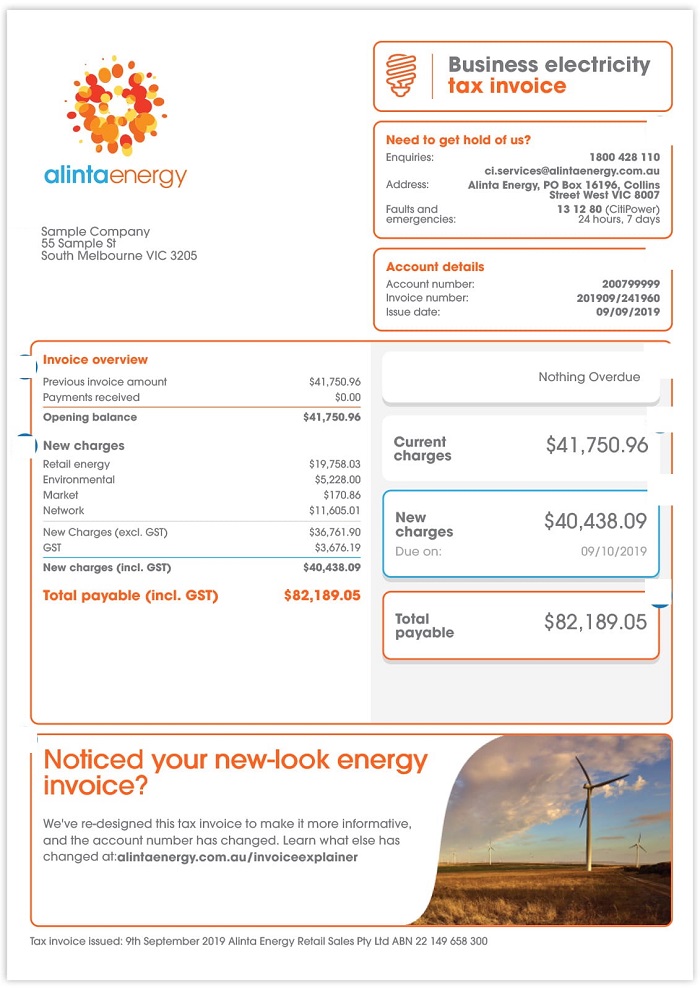 alintaenergy
Business electricity
tax invoice
Need to get hold of us?
Enquiries: 1800 428 110
ci.services@alintaenergy.com.au
Address: Alinta Energy, PO Box 16196, Collins
Street West VIC 8007
Faults and 13 12 80 (CitiPower)
emergencies: 24 hours, 7 days
Sample Company
55 Sample St
South Melbourne VIC 3205
Account details
Account number: 200799999
Invoice number: 201909/241960
Issue date: 09/09/2019
Invoice overview
Previous invoice amount $41,750.96
Payments received $0.00
Opening balance $41,750.96
New charges
Retail energy $19,758.03
Environmental $5,228.00
Market $170.86
Network $11,605.01
New Charges (excl. GST) $36,761.90
GST $3,676.19
New charges (incl. GST) $40,438.09
Total payable (incl. GST) $82,189.05
Nothing Overdue
Current
charges $41,750.96
New
charges $40,438.09
Due on: 09/10/2019
Total
payable $82,189.05
Noticed your new-look energy
invoice?
We've re-designed this tax invoice to make it more informative,
and the account number has changed. Learn what else has
changed at:alintaenergy.com.au/invoiceexplainer
Tax invoice issued: 9th September 2019 Alinta Energy Retail Sales Pty Ltd ABN 22 149 658 300